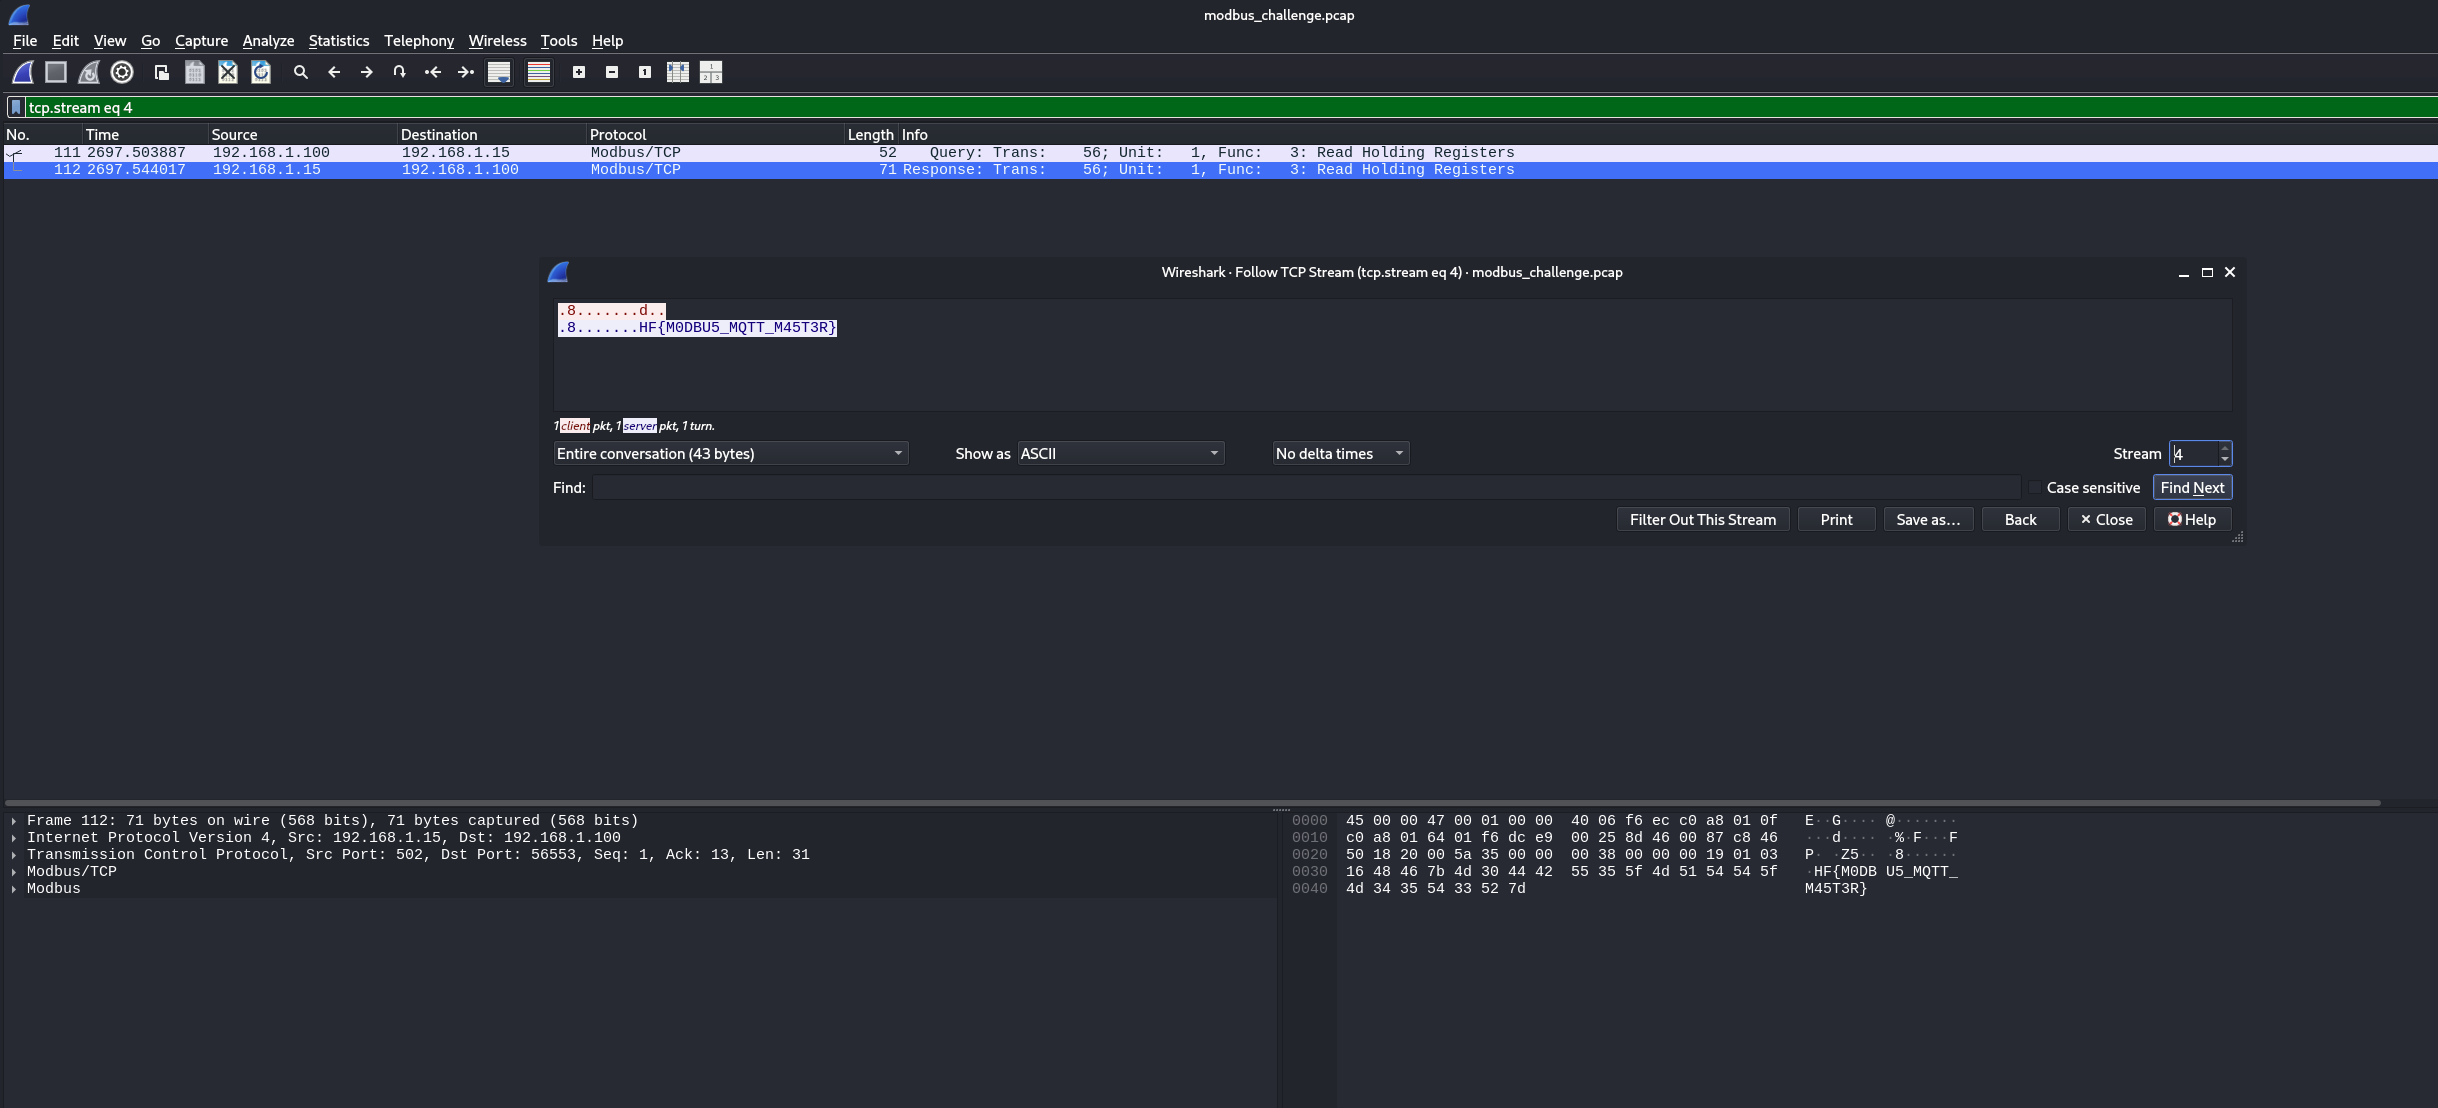 modbus_challenge.pcap
File Edit View Go Capture Analyze Statistics Telephony Wireless Tools Help
tcp.stream eq 4
No. Time Source Destination Protocol Length Info
111 2697.503887 192.168.1.100 192.168.1.15 Modbus/TCP 52 Query: Trans: 56; Unit: 1, Func: 3: Read Holding Registers
112 2697.544017 192.168.1.15 192.168.1.100 Modbus/TCP 71 Response: Trans: 56; Unit: 1, Func: 3: Read Holding Registers
Wireshark · Follow TCP Stream (tcp.stream eq 4) · modbus_challenge.pcap
.8.......d..
.8.......HF{M0DBU5_MQTT_M45T3R}
1 client pkt, 1 server pkt, 1 turn.
Entire conversation (43 bytes) Show as ASCII No delta times Stream 4
Find: Case sensitive Find Next
Filter Out This Stream Print Save as… Back × Close Help
Frame 112: 71 bytes on wire (568 bits), 71 bytes captured (568 bits)
Internet Protocol Version 4, Src: 192.168.1.15, Dst: 192.168.1.100
Transmission Control Protocol, Src Port: 502, Dst Port: 56553, Seq: 1, Ack: 13, Len: 31
Modbus/TCP
Modbus
0000 45 00 00 47 00 01 00 00 40 06 f6 ec c0 a8 01 0f E··G···· @·······
0010 c0 a8 01 64 01 f6 dc e9 00 25 8d 46 00 87 c8 46 ···d···· ·%·F···F
0020 50 18 20 00 5a 35 00 00 00 38 00 00 00 19 01 03 P· ·Z5·· ·8······
0030 16 48 46 7b 4d 30 44 42 55 35 5f 4d 51 54 54 5f ·HF{M0DB U5_MQTT_
0040 4d 34 35 54 33 52 7d M45T3R}